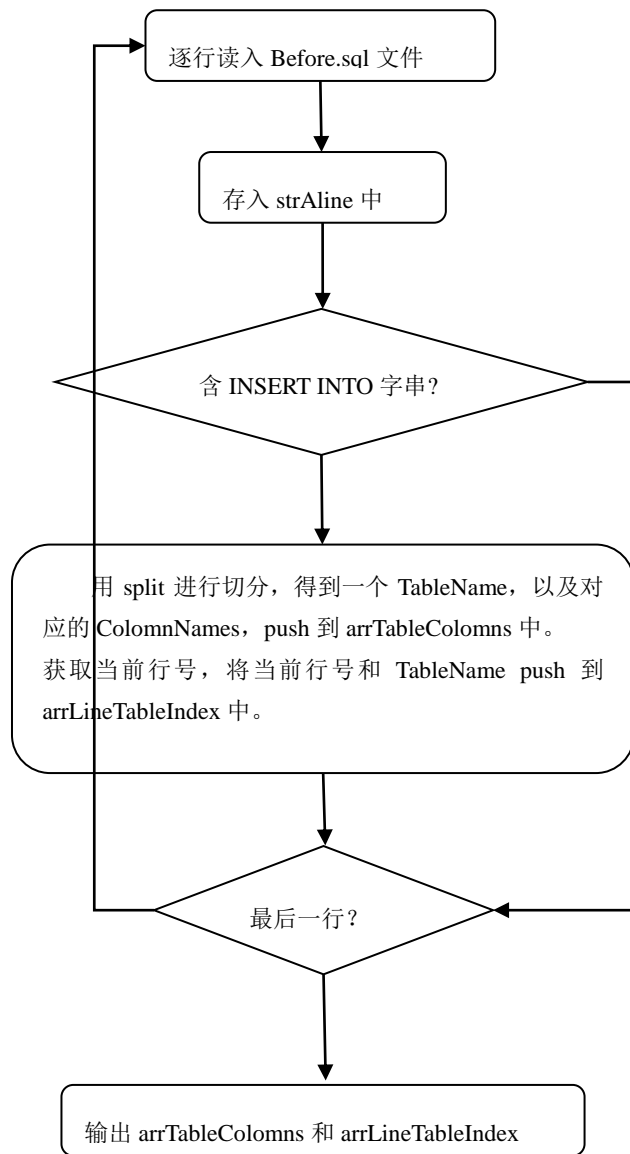 逐行读入 Before.sql 文件
存入 strAline 中
含 INSERT INTO 字串?
用 split 进行切分，得到一个 TableName，以及对
应的 ColomnNames，push 到 arrTableColomns 中。
获取当前行号，将当前行号和 TableName push 到
arrLineTableIndex 中。
最后一行?
输出 arrTableColomns 和 arrLineTableIndex